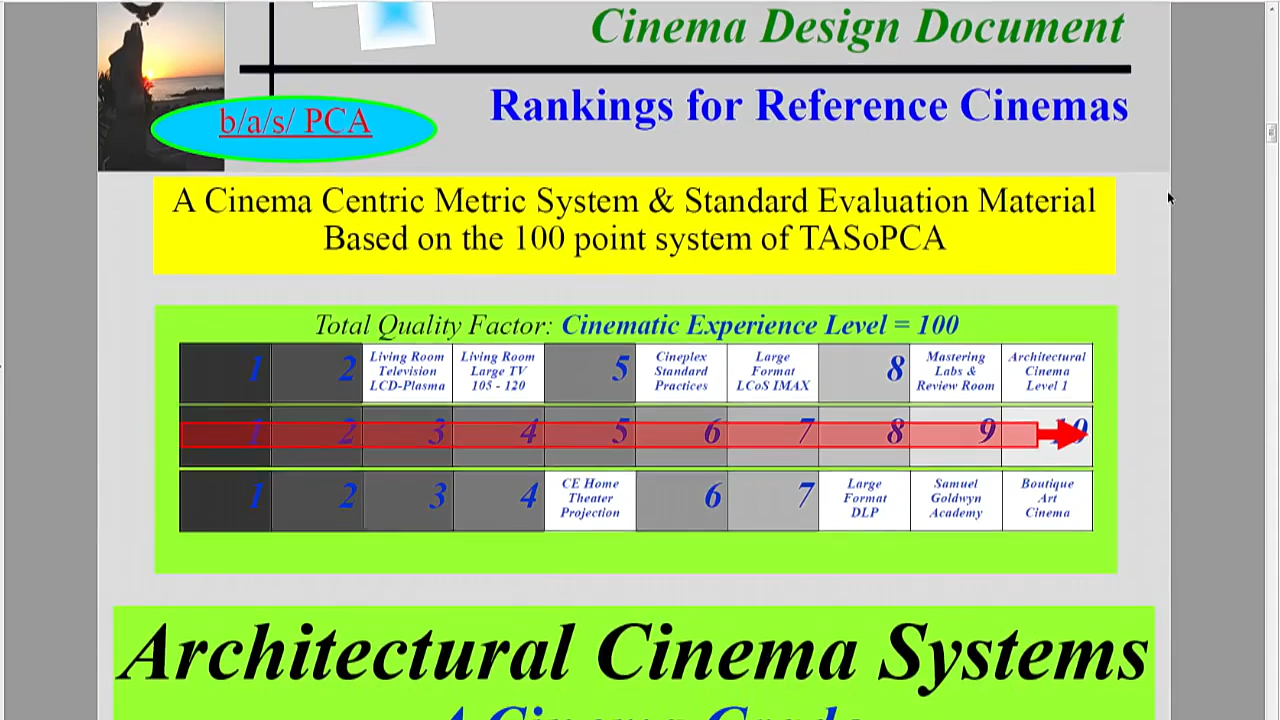 Cinema Design Document
b/a/s/ PCA
Rankings for Reference Cinemas
A Cinema Centric Metric System & Standard Evaluation Material
Based on the 100 point system of TASoPCA
Total Quality Factor: Cinematic Experience Level = 100
1
2
Living Room
Television
LCD-Plasma
Living Room
Large TV
105 - 120
5
Cineplex
Standard
Practices
Large
Format
LCoS IMAX
8
Mastering
Labs &
Review Room
Architectural
Cinema
Level 1
1 2 3 4 5 6 7 8 9 10
1
2
3
4
CE Home
Theater
Projection
6
7
Large
Format
DLP
Samuel
Goldwyn
Academy
Boutique
Art
Cinema
Architectural Cinema Systems
A Cinema Grade